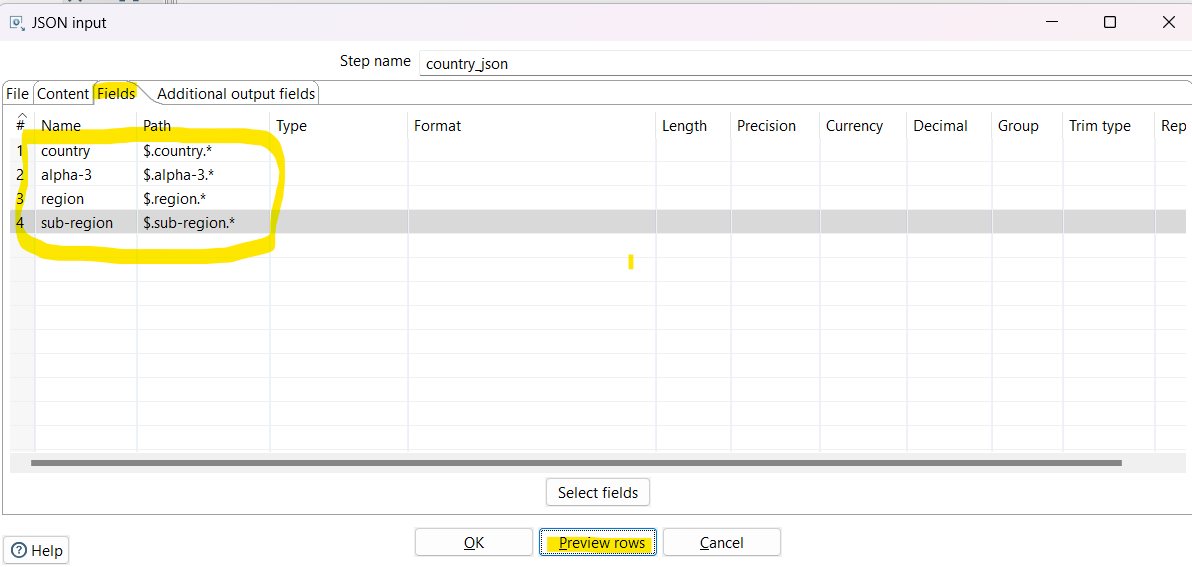 JSON input
Step name country_json
File Content Fields Additional output fields
# Name Path Type Format Length Precision Currency Decimal Group Trim type Rep
1 country $.country.*
2 alpha-3 $.alpha-3.*
3 region $.region.*
4 sub-region $.sub-region.*
Select fields
Help OK Preview rows Cancel